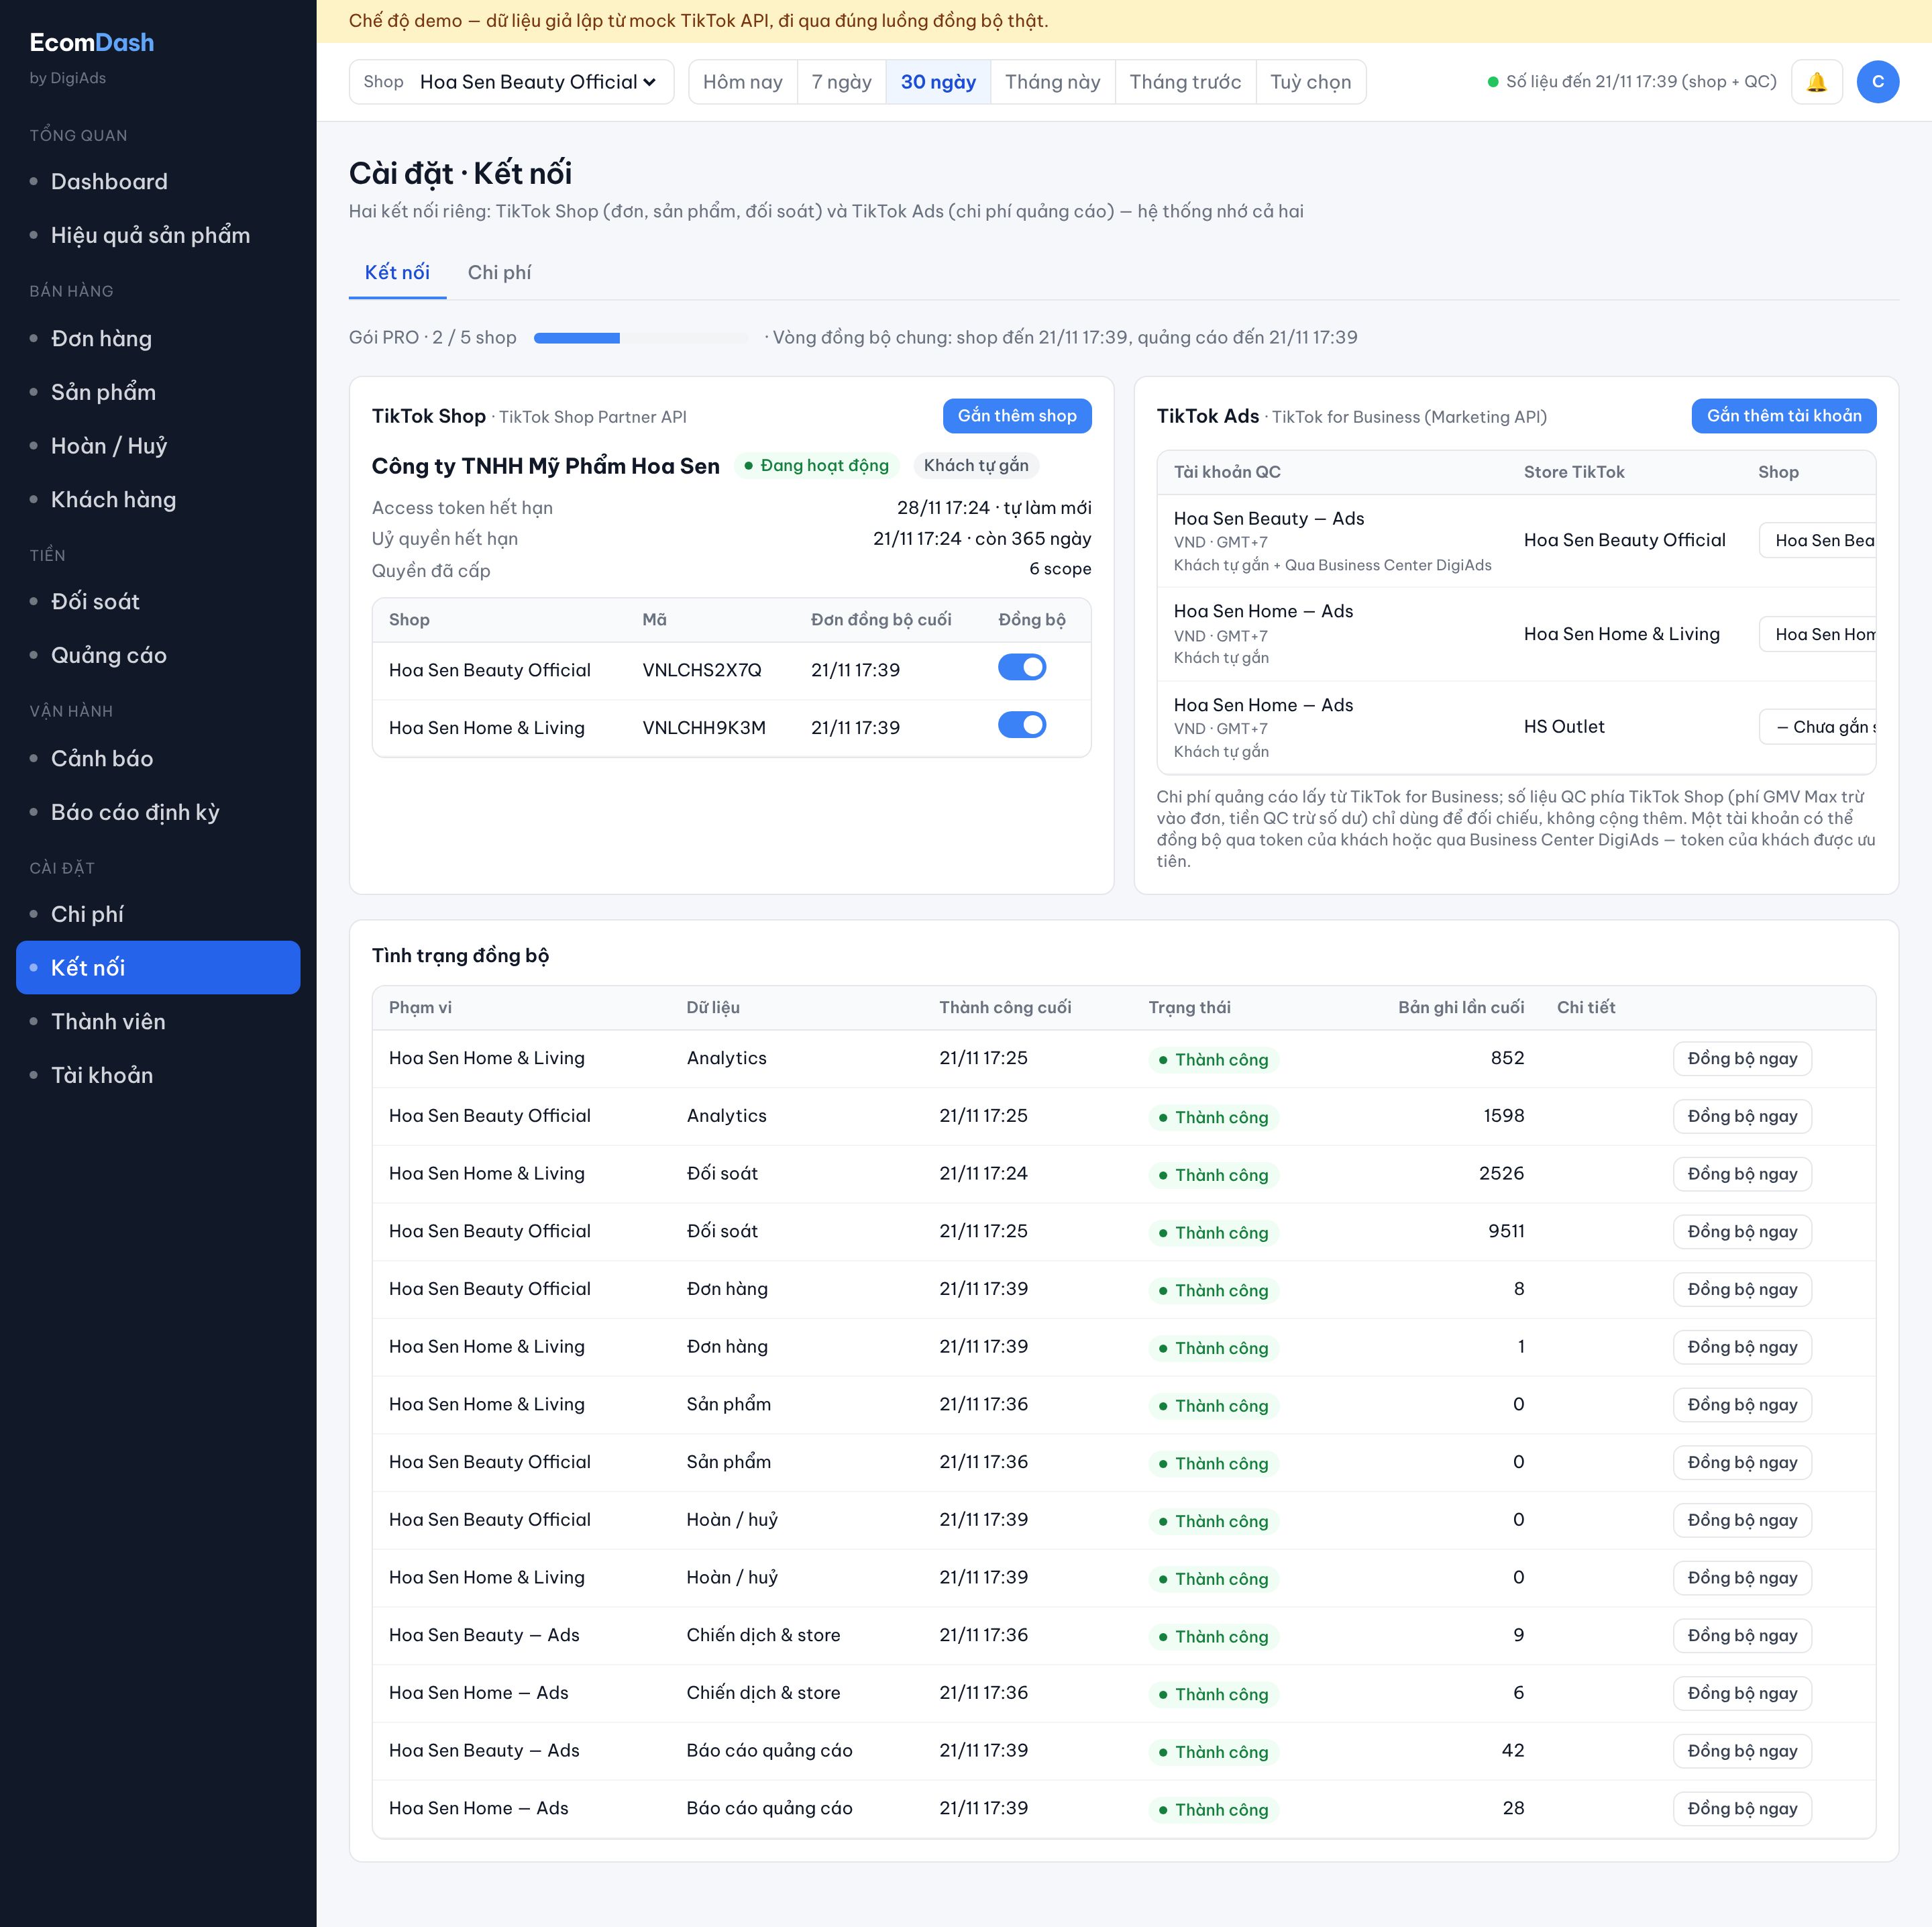 EcomDash
by DigiAds
TỔNG QUAN
Dashboard
Hiệu quả sản phẩm
BÁN HÀNG
Đơn hàng
Sản phẩm
Hoàn / Huỷ
Khách hàng
TIỀN
Đối soát
Quảng cáo
VẬN HÀNH
Cảnh báo
Báo cáo định kỳ
CÀI ĐẶT
Chi phí
Kết nối
Thành viên
Tài khoản
Chế độ demo — dữ liệu giả lập từ mock TikTok API, đi qua đúng luồng đồng bộ thật.
Shop Hoa Sen Beauty Official Hôm nay 7 ngày 30 ngày Tháng này Tháng trước Tuỳ chọn Số liệu đến 21/11 17:39 (shop + QC) C
Cài đặt · Kết nối
Hai kết nối riêng: TikTok Shop (đơn, sản phẩm, đối soát) và TikTok Ads (chi phí quảng cáo) — hệ thống nhớ cả hai
Kết nối Chi phí
Gói PRO · 2 / 5 shop · Vòng đồng bộ chung: shop đến 21/11 17:39, quảng cáo đến 21/11 17:39
TikTok Shop · TikTok Shop Partner API Gắn thêm shop
Công ty TNHH Mỹ Phẩm Hoa Sen Đang hoạt động Khách tự gắn
Access token hết hạn 28/11 17:24 · tự làm mới
Uỷ quyền hết hạn 21/11 17:24 · còn 365 ngày
Quyền đã cấp 6 scope
Shop Mã Đơn đồng bộ cuối Đồng bộ
Hoa Sen Beauty Official VNLCHS2X7Q 21/11 17:39
Hoa Sen Home & Living VNLCHH9K3M 21/11 17:39
TikTok Ads · TikTok for Business (Marketing API) Gắn thêm tài khoản
Tài khoản QC Store TikTok Shop
Hoa Sen Beauty — Ads
VND · GMT+7
Khách tự gắn + Qua Business Center DigiAds
Hoa Sen Beauty Official Hoa Sen Bea
Hoa Sen Home — Ads
VND · GMT+7
Khách tự gắn
Hoa Sen Home & Living Hoa Sen Hom
Hoa Sen Home — Ads
VND · GMT+7
Khách tự gắn
HS Outlet — Chưa gắn s
Chi phí quảng cáo lấy từ TikTok for Business; số liệu QC phía TikTok Shop (phí GMV Max trừ
vào đơn, tiền QC trừ số dư) chỉ dùng để đối chiếu, không cộng thêm. Một tài khoản có thể
đồng bộ qua token của khách hoặc qua Business Center DigiAds — token của khách được ưu
tiên.
Tình trạng đồng bộ
Phạm vi Dữ liệu Thành công cuối Trạng thái Bản ghi lần cuối Chi tiết
Hoa Sen Home & Living Analytics 21/11 17:25 Thành công 852 Đồng bộ ngay
Hoa Sen Beauty Official Analytics 21/11 17:25 Thành công 1598 Đồng bộ ngay
Hoa Sen Home & Living Đối soát 21/11 17:24 Thành công 2526 Đồng bộ ngay
Hoa Sen Beauty Official Đối soát 21/11 17:25 Thành công 9511 Đồng bộ ngay
Hoa Sen Beauty Official Đơn hàng 21/11 17:39 Thành công 8 Đồng bộ ngay
Hoa Sen Home & Living Đơn hàng 21/11 17:39 Thành công 1 Đồng bộ ngay
Hoa Sen Home & Living Sản phẩm 21/11 17:36 Thành công 0 Đồng bộ ngay
Hoa Sen Beauty Official Sản phẩm 21/11 17:36 Thành công 0 Đồng bộ ngay
Hoa Sen Beauty Official Hoàn / huỷ 21/11 17:39 Thành công 0 Đồng bộ ngay
Hoa Sen Home & Living Hoàn / huỷ 21/11 17:39 Thành công 0 Đồng bộ ngay
Hoa Sen Beauty — Ads Chiến dịch & store 21/11 17:36 Thành công 9 Đồng bộ ngay
Hoa Sen Home — Ads Chiến dịch & store 21/11 17:36 Thành công 6 Đồng bộ ngay
Hoa Sen Beauty — Ads Báo cáo quảng cáo 21/11 17:39 Thành công 42 Đồng bộ ngay
Hoa Sen Home — Ads Báo cáo quảng cáo 21/11 17:39 Thành công 28 Đồng bộ ngay